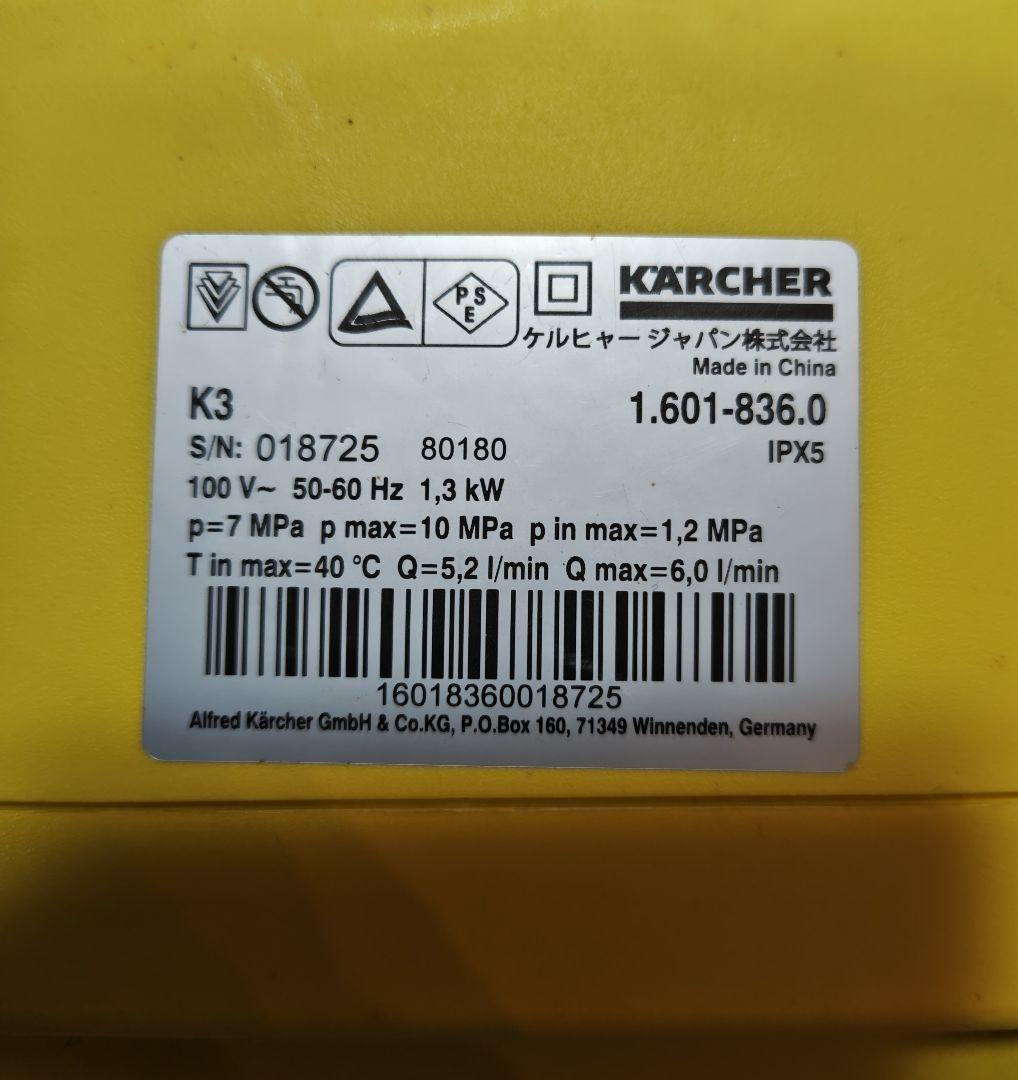 PS
E
KÄRCHER
ケルヒャー ジャパン株式会社
Made in China
K3 1.601-836.0
S/N: 018725 80180 IPX5
100 V~ 50-60 Hz 1,3 kW
p=7 MPa p max=10 MPa p in max=1,2 MPa
T in max=40 °C Q=5,2 l/min Q max=6,0 l/min
16018360018725
Alfred Kärcher GmbH & Co.KG, P.O.Box 160, 71349 Winnenden, Germany